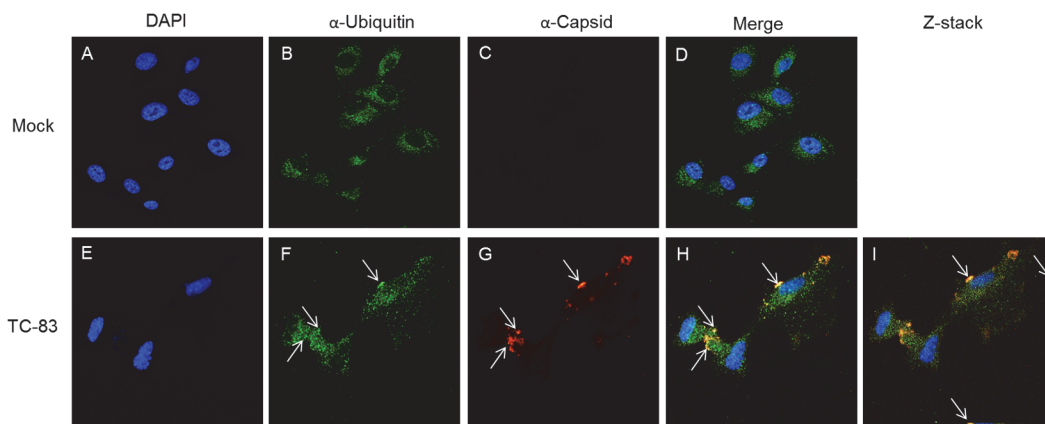 DAPI α-Ubiquitin α-Capsid Merge Z-stack
A B C D
Mock
E F G H I
TC-83